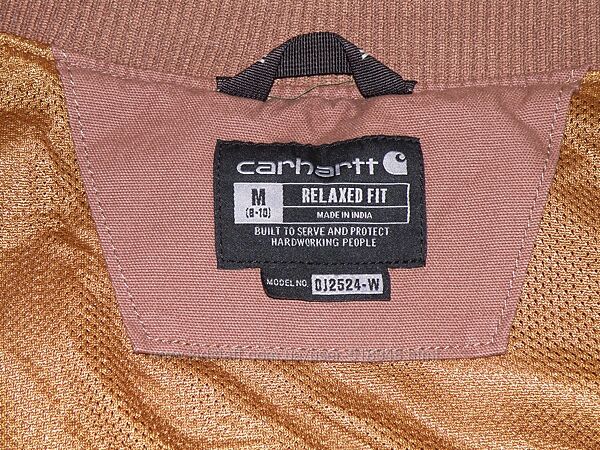 carhartt
M
(8-10)
RELAXED FIT
MADE IN INDIA
BUILT TO SERVE AND PROTECT
HARDWORKING PEOPLE
MODEL NO. OJ2524-W